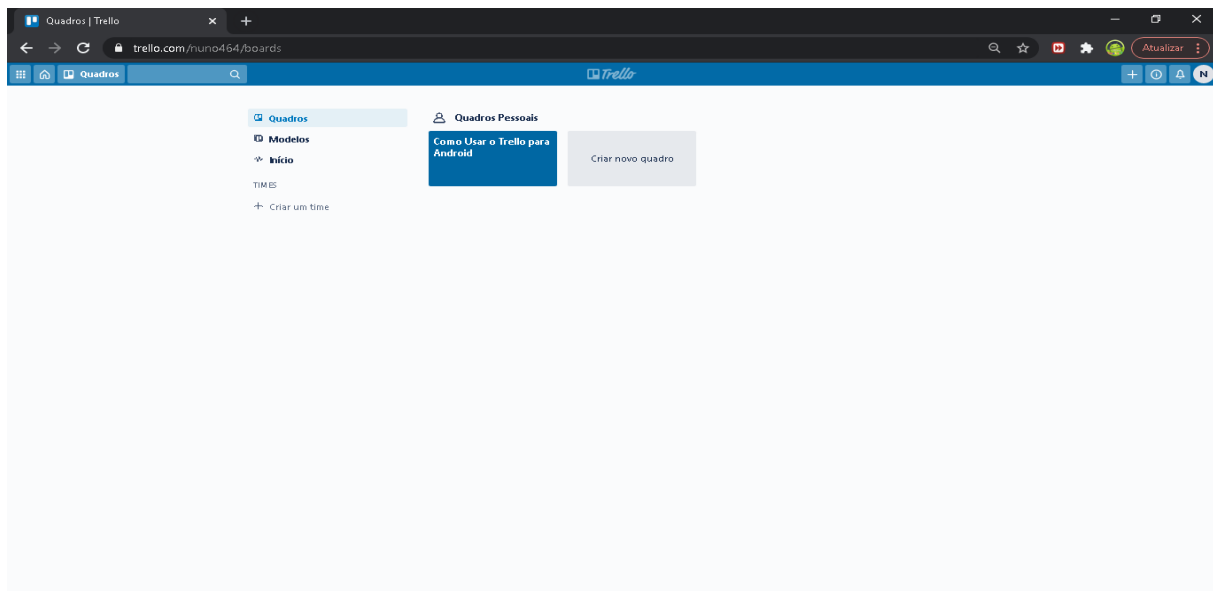 Quadros | Trello
trello.com/nuno464/boards
Atualizar
Quadros
Trello
N
Quadros
Modelos
Início
TIMES
Criar um time
Quadros Pessoais
Como Usar o Trello para
Android
Criar novo quadro